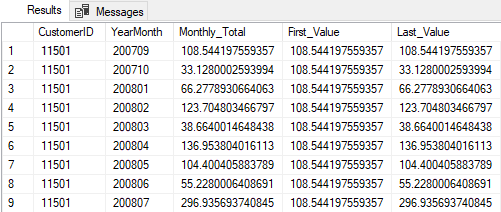 Results Messages
CustomerID YearMonth Monthly_Total First_Value Last_Value
1 11501 200709 108.544197559357 108.544197559357 108.544197559357
2 11501 200710 33.1280002593994 108.544197559357 33.1280002593994
3 11501 200801 66.2778930664063 108.544197559357 66.2778930664063
4 11501 200802 123.704803466797 108.544197559357 123.704803466797
5 11501 200803 38.6640014648438 108.544197559357 38.6640014648438
6 11501 200804 136.953804016113 108.544197559357 136.953804016113
7 11501 200805 104.400405883789 108.544197559357 104.400405883789
8 11501 200806 55.2280006408691 108.544197559357 55.2280006408691
9 11501 200807 296.935693740845 108.544197559357 296.935693740845